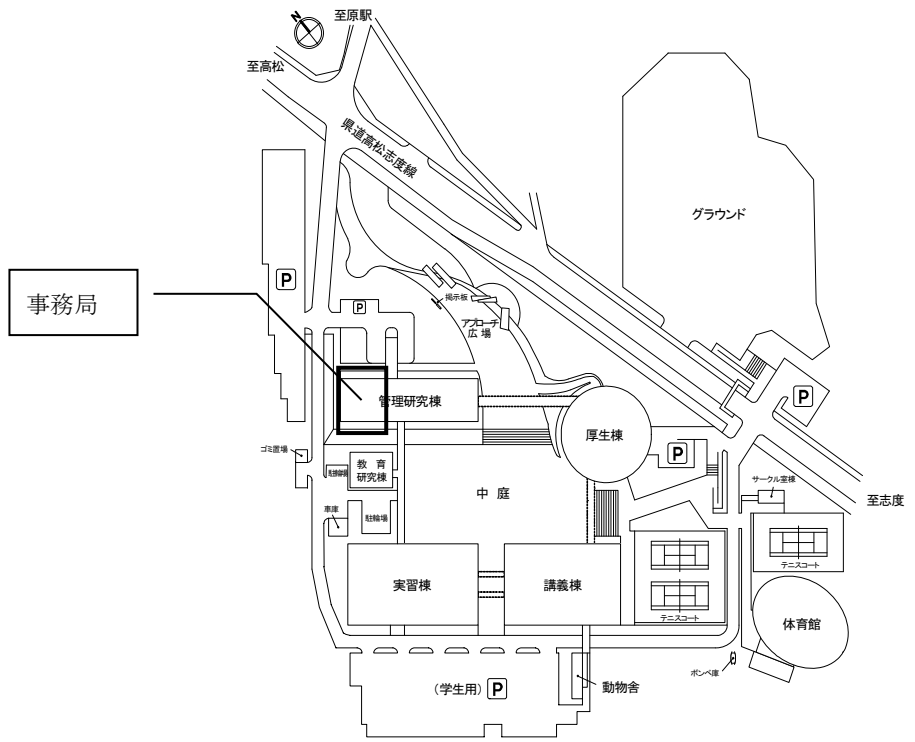 N
至原駅
至高松
県道高松志度線
グラウンド
P
事務局
掲示板
P
アプローチ
広場
P
管理研究棟
厚生棟
P
ゴミ置場
教育
研究棟
駐輪場
サークル室棟
中庭
至志度
車庫
駐輪場
テニスコート
実習棟
講義棟
テニスコート
体育館
ボンベ庫
(学生用) P
動物舎